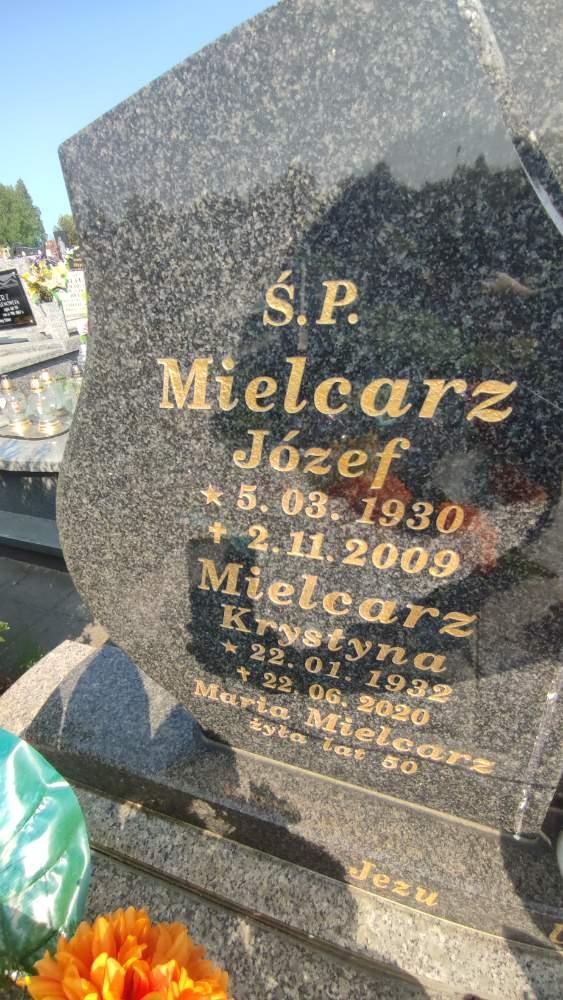 Ś.P.
Mielcarz
Józef
★ 5. 03. 1930
✝ 2. 11. 2009
Mielcarz
Krystyna
★ 22. 01. 1932
✝ 22. 06. 2020
Maria Mielcarz
żyła lat 50
Jezu